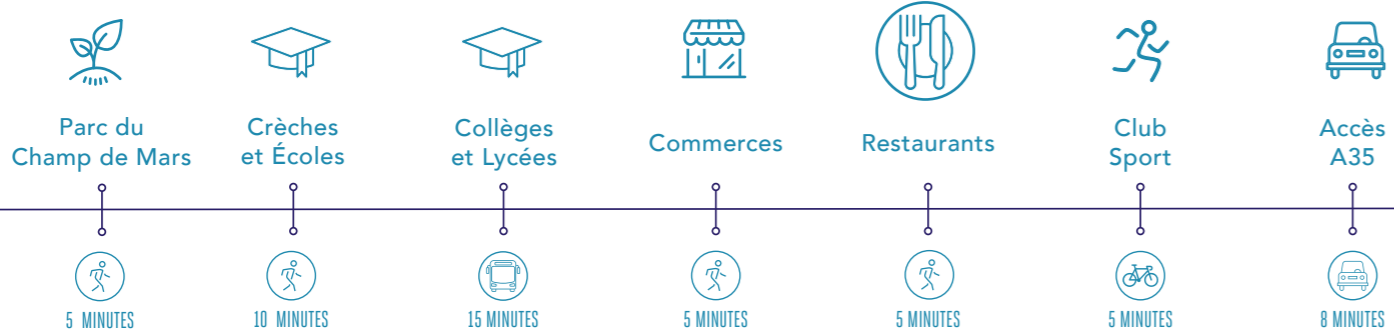 Parc du
Champ de Mars
Crèches
et Écoles
Collèges
et Lycées
Commerces
Restaurants
Club
Sport
Accès
A35
5 MINUTES
10 MINUTES
15 MINUTES
5 MINUTES
5 MINUTES
5 MINUTES
8 MINUTES